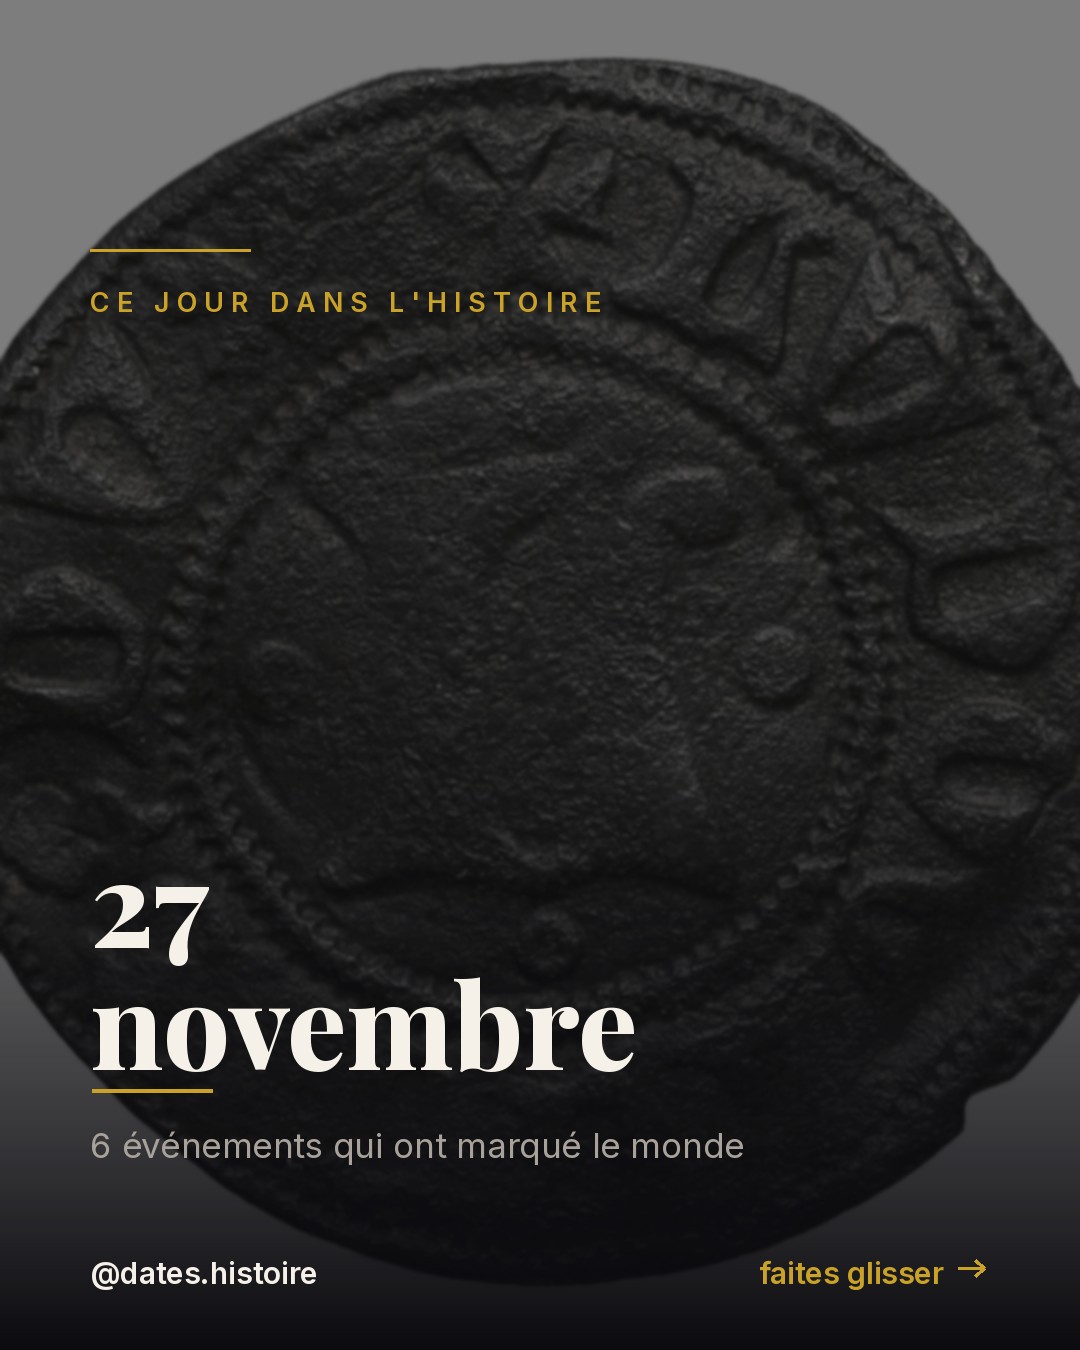 CE JOUR DANS L'HISTOIRE
27
novembre
6 événements qui ont marqué le monde
@dates.histoire
faites glisser →